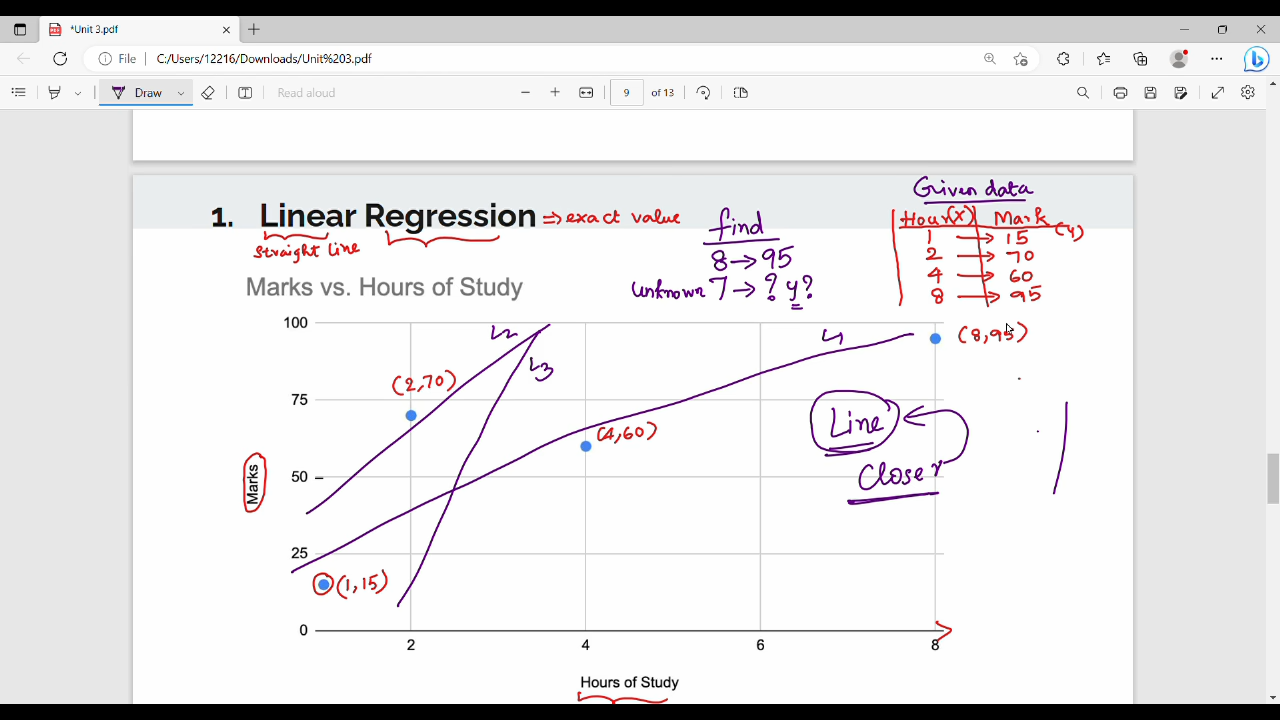 *Unit 3.pdf
File C:/Users/12216/Downloads/Unit%203.pdf
Draw Read aloud 9 of 13
Given data
1. Linear Regression ⇒ exact value
Straight line
find
8 → 95
unknown 7 → ? y?
Hour(x) Mark (y)
1 → 15
2 → 70
4 → 60
8 → 95
Marks vs. Hours of Study
100
75
50
25
0
Marks
L2
L3
L1
(2,70)
(4,60)
(8,95)
(1,15)
Line
Closer
2 4 6 8
Hours of Study